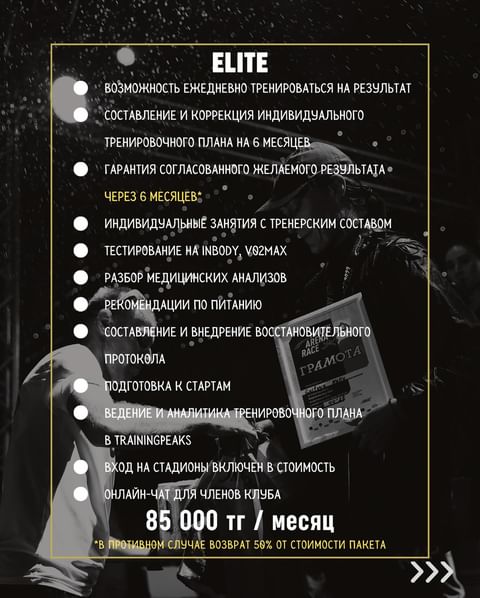 ELITE
ВОЗМОЖНОСТЬ ЕЖЕДНЕВНО ТРЕНИРОВАТЬСЯ НА РЕЗУЛЬТАТ
СОСТАВЛЕНИЕ И КОРРЕКЦИЯ ИНДИВИДУАЛЬНОГО
ТРЕНИРОВОЧНОГО ПЛАНА НА 6 МЕСЯЦЕВ
ГАРАНТИЯ СОГЛАСОВАННОГО ЖЕЛАЕМОГО РЕЗУЛЬТАТА
ЧЕРЕЗ 6 МЕСЯЦЕВ*
ИНДИВИДУАЛЬНЫЕ ЗАНЯТИЯ С ТРЕНЕРСКИМ СОСТАВОМ
ТЕСТИРОВАНИЕ НА INBODY, VO2MAX
РАЗБОР МЕДИЦИНСКИХ АНАЛИЗОВ
РЕКОМЕНДАЦИИ ПО ПИТАНИЮ
СОСТАВЛЕНИЕ И ВНЕДРЕНИЕ ВОССТАНОВИТЕЛЬНОГО
ПРОТОКОЛА
ПОДГОТОВКА К СТАРТАМ
ВЕДЕНИЕ И АНАЛИТИКА ТРЕНИРОВОЧНОГО ПЛАНА
В TRAININGPEAKS
ВХОД НА СТАДИОНЫ ВКЛЮЧЕН В СТОИМОСТЬ
ОНЛАЙН-ЧАТ ДЛЯ ЧЛЕНОВ КЛУБА
85 000 тг / месяц
*В ПРОТИВНОМ СЛУЧАЕ ВОЗВРАТ 50% ОТ СТОИМОСТИ ПАКЕТА
RACE
ГРАМОТА